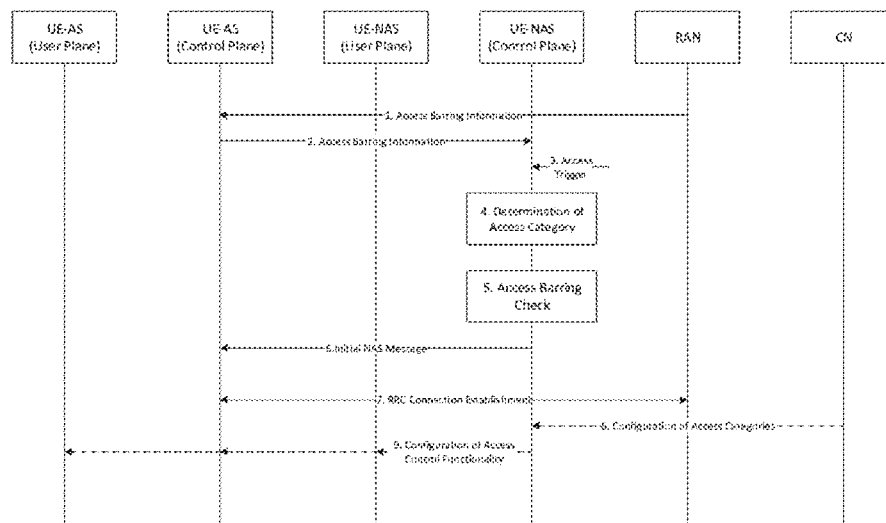 UE-AS
(User Plane)
UE-AS
(Control Plane)
UE-NAS
(User Plane)
UE-NAS
(Control Plane)
RAN
CN
1. Access Barring Information
2. Access Barring Information
3. Access
Trigger
4. Determination of
Access Category
5. Access Barring
Check
6.Initial NAS Message
7. RRC Connection Establishment
Configuration of Access Categories
9. Configuration of Access
Control Functionality